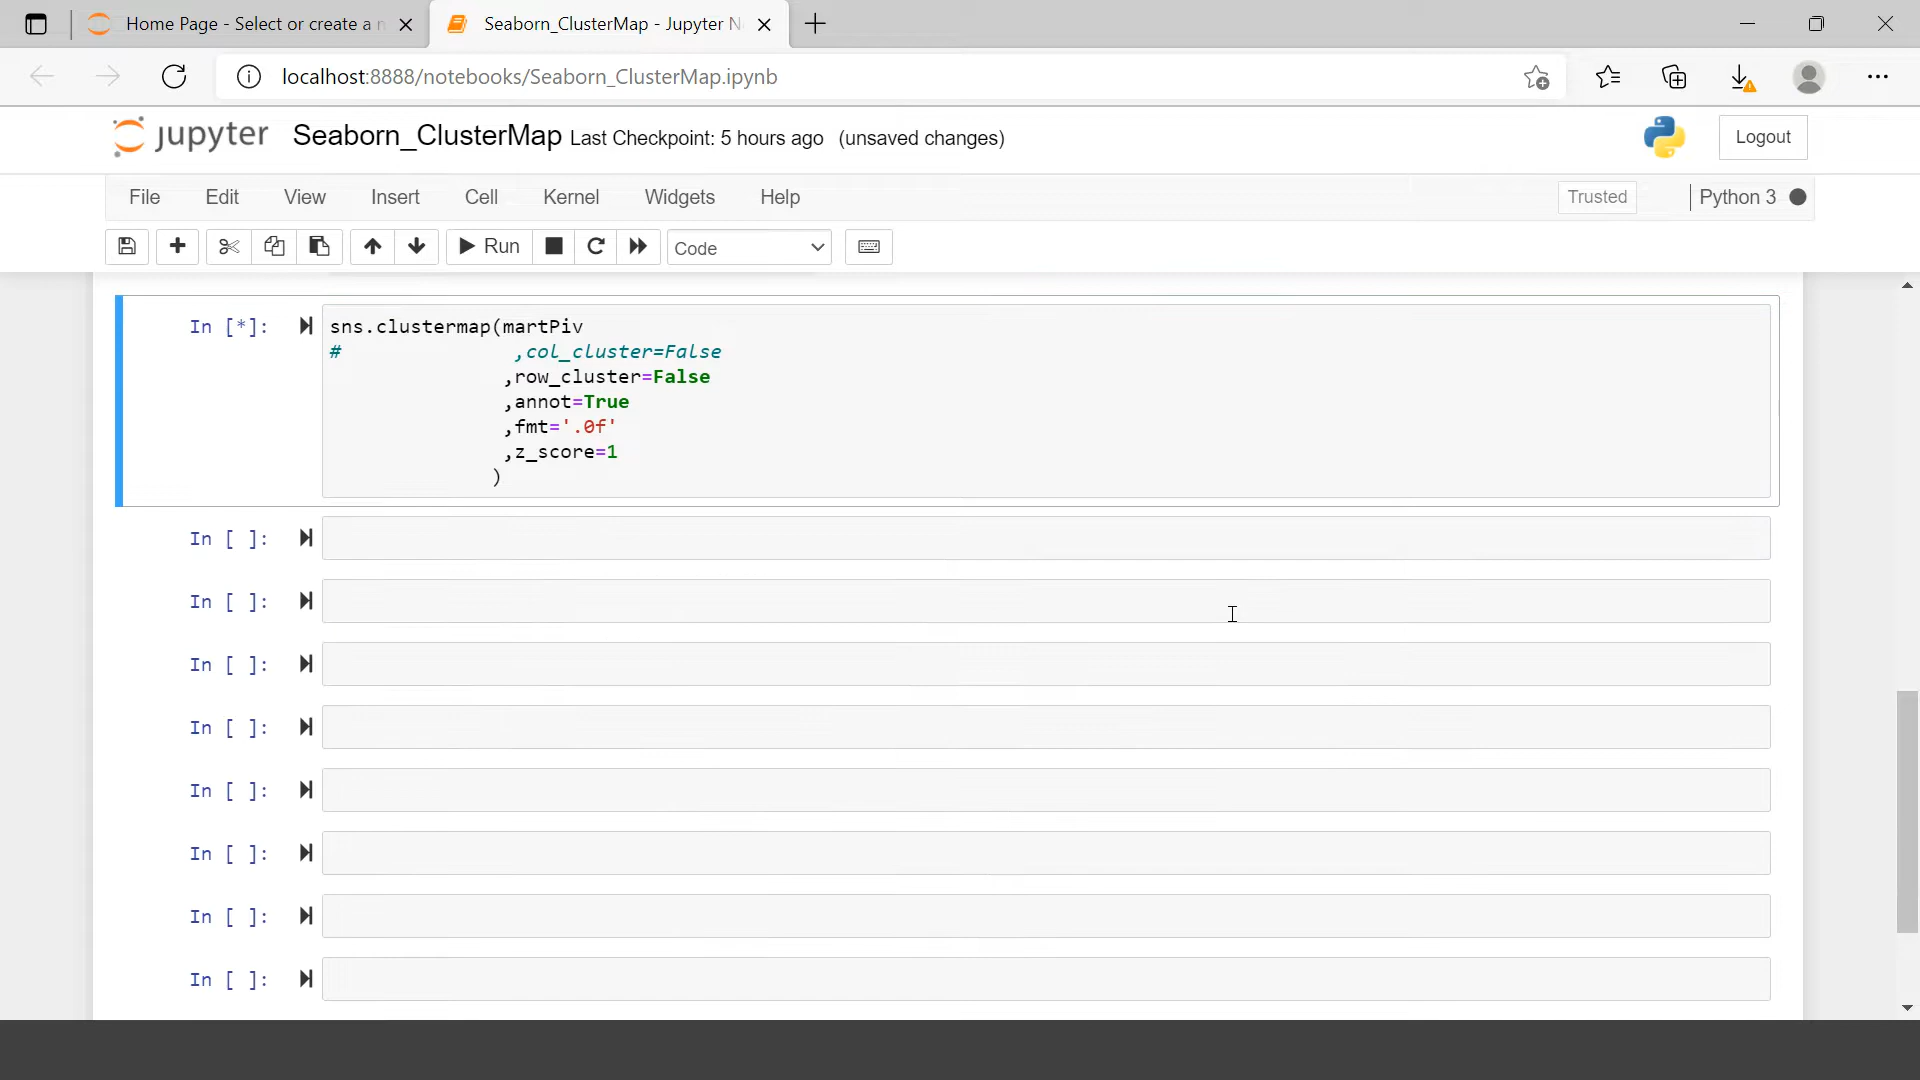 Home Page - Select or create a n
Seaborn_ClusterMap - Jupyter N
localhost:8888/notebooks/Seaborn_ClusterMap.ipynb
jupyter Seaborn_ClusterMap Last Checkpoint: 5 hours ago (unsaved changes)
Logout
File Edit View Insert Cell Kernel Widgets Help Trusted Python 3
Run Code
In [*]: sns.clustermap(martPiv
# ,col_cluster=False
,row_cluster=False
,annot=True
,fmt='.0f'
,z_score=1
)
In [ ]:
In [ ]:
In [ ]:
In [ ]:
In [ ]:
In [ ]:
In [ ]:
In [ ]: